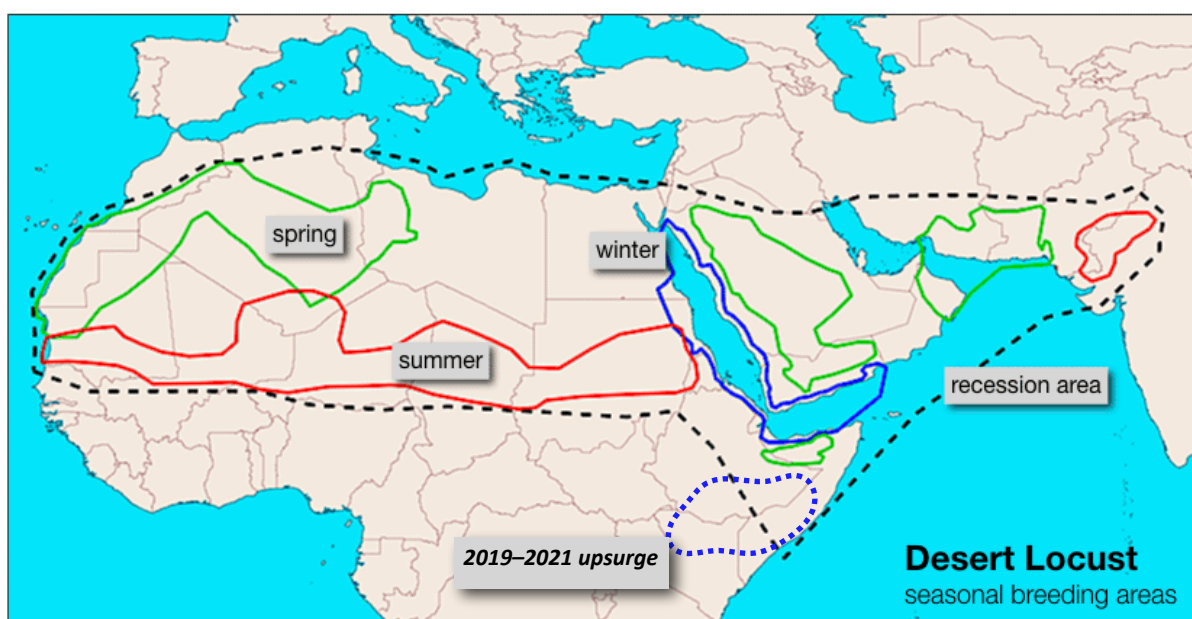 spring
winter
summer
recession area
2019–2021 upsurge
Desert Locust
seasonal breeding areas